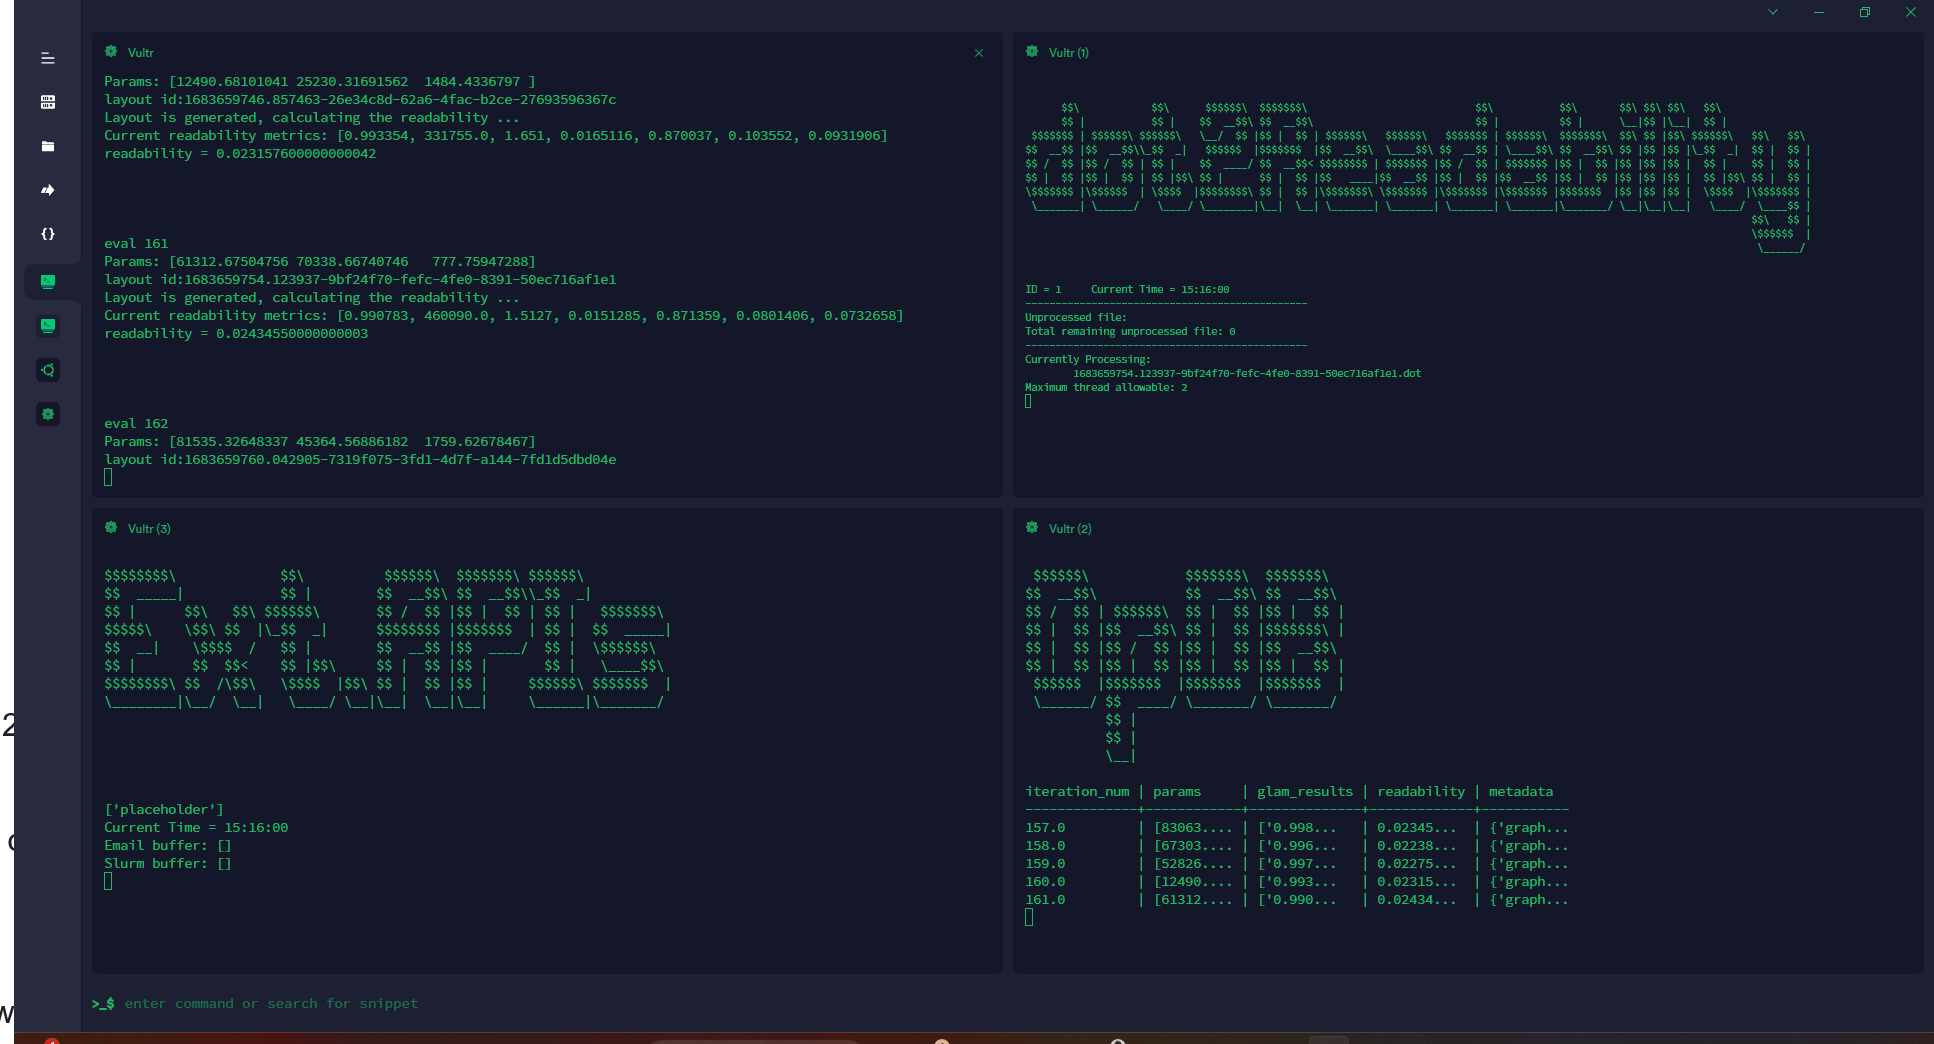 Vultr
Params: [12490.68101041 25230.31691562  1484.4336797 ]
layout id:1683659746.857463-26e34c8d-62a6-4fac-b2ce-27693596367c
Layout is generated, calculating the readability ...
Current readability metrics: [0.993354, 331755.0, 1.651, 0.0165116, 0.870037, 0.103552, 0.0931906]
readability = 0.023157600000000042
eval 161
Params: [61312.67504756 70338.66740746   777.75947288]
layout id:1683659754.123937-9bf24f70-fefc-4fe0-8391-50ec716af1e1
Layout is generated, calculating the readability ...
Current readability metrics: [0.990783, 460090.0, 1.5127, 0.0151285, 0.871359, 0.0801406, 0.0732658]
readability = 0.02434550000000003
eval 162
Params: [81535.32648337 45364.56886182  1759.62678467]
layout id:1683659760.042905-7319f075-3fd1-4d7f-a144-7fd1d5dbd04e
Vultr (1)
dot2Readability
ID = 1     Current Time = 15:16:00
-----------------------------------------------
Unprocessed file:
Total remaining unprocessed file: 0
-----------------------------------------------
Currently Processing:
1683659754.123937-9bf24f70-fefc-4fe0-8391-50ec716af1e1.dot
Maximum thread allowable: 2
Vultr (3)
Ext.APIs
['placeholder']
Current Time = 15:16:00
Email buffer: []
Slurm buffer: []
Vultr (2)
OpDB
iteration_num | params     | glam_results | readability | metadata
--------------+------------+--------------+-------------+-----------
157.0         | [83063.... | ['0.998...   | 0.02345...  | {'graph...
158.0         | [67303.... | ['0.996...   | 0.02238...  | {'graph...
159.0         | [52826.... | ['0.997...   | 0.02275...  | {'graph...
160.0         | [12490.... | ['0.993...   | 0.02315...  | {'graph...
161.0         | [61312.... | ['0.990...   | 0.02434...  | {'graph...
>_$ enter command or search for snippet